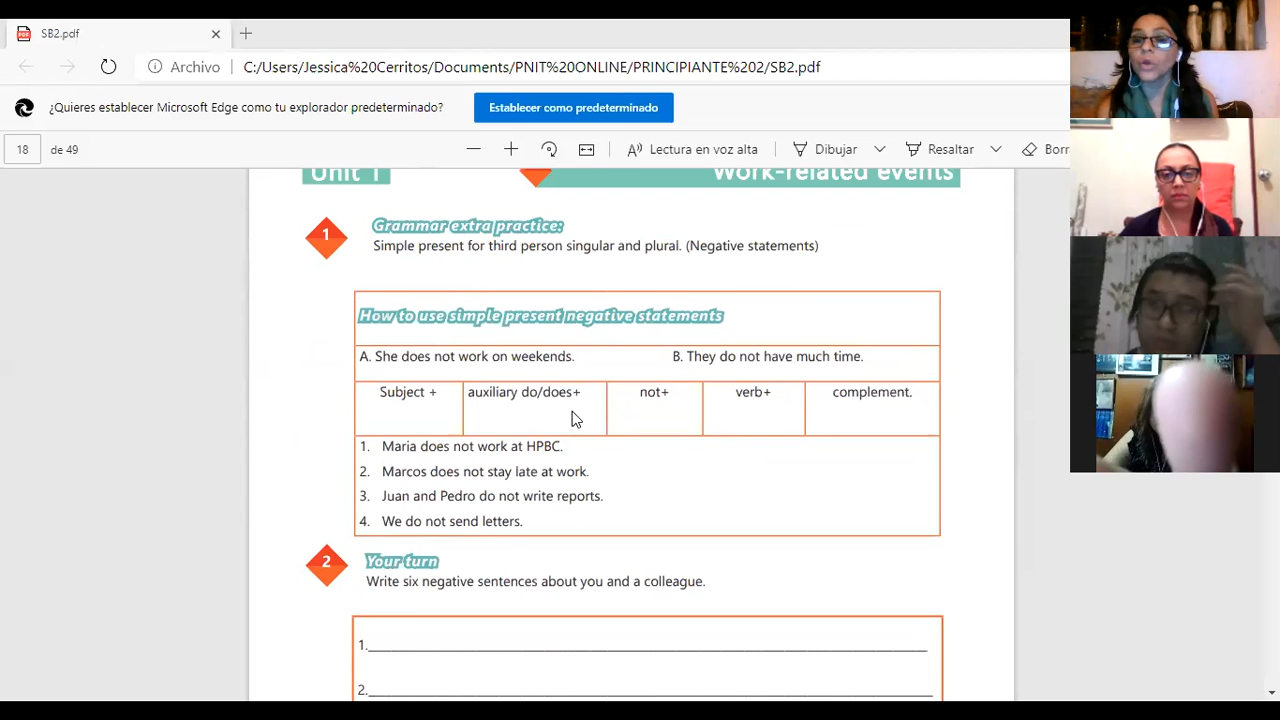 SB2.pdf
Archivo C:/Users/Jessica%20Cerritos/Documents/PNIT%20ONLINE/PRINCIPIANTE%202/SB2.pdf
¿Quieres establecer Microsoft Edge como tu explorador predeterminado? Establecer como predeterminado
18 de 49 Lectura en voz alta Dibujar Resaltar Borr
Unit 1 Work-related events
1 Grammar extra practice:
Simple present for third person singular and plural. (Negative statements)
How to use simple present negative statements
A. She does not work on weekends. B. They do not have much time.
Subject + auxiliary do/does+ not+ verb+ complement.
1. Maria does not work at HPBC.
2. Marcos does not stay late at work.
3. Juan and Pedro do not write reports.
4. We do not send letters.
2 Your turn
Write six negative sentences about you and a colleague.
1.
2.